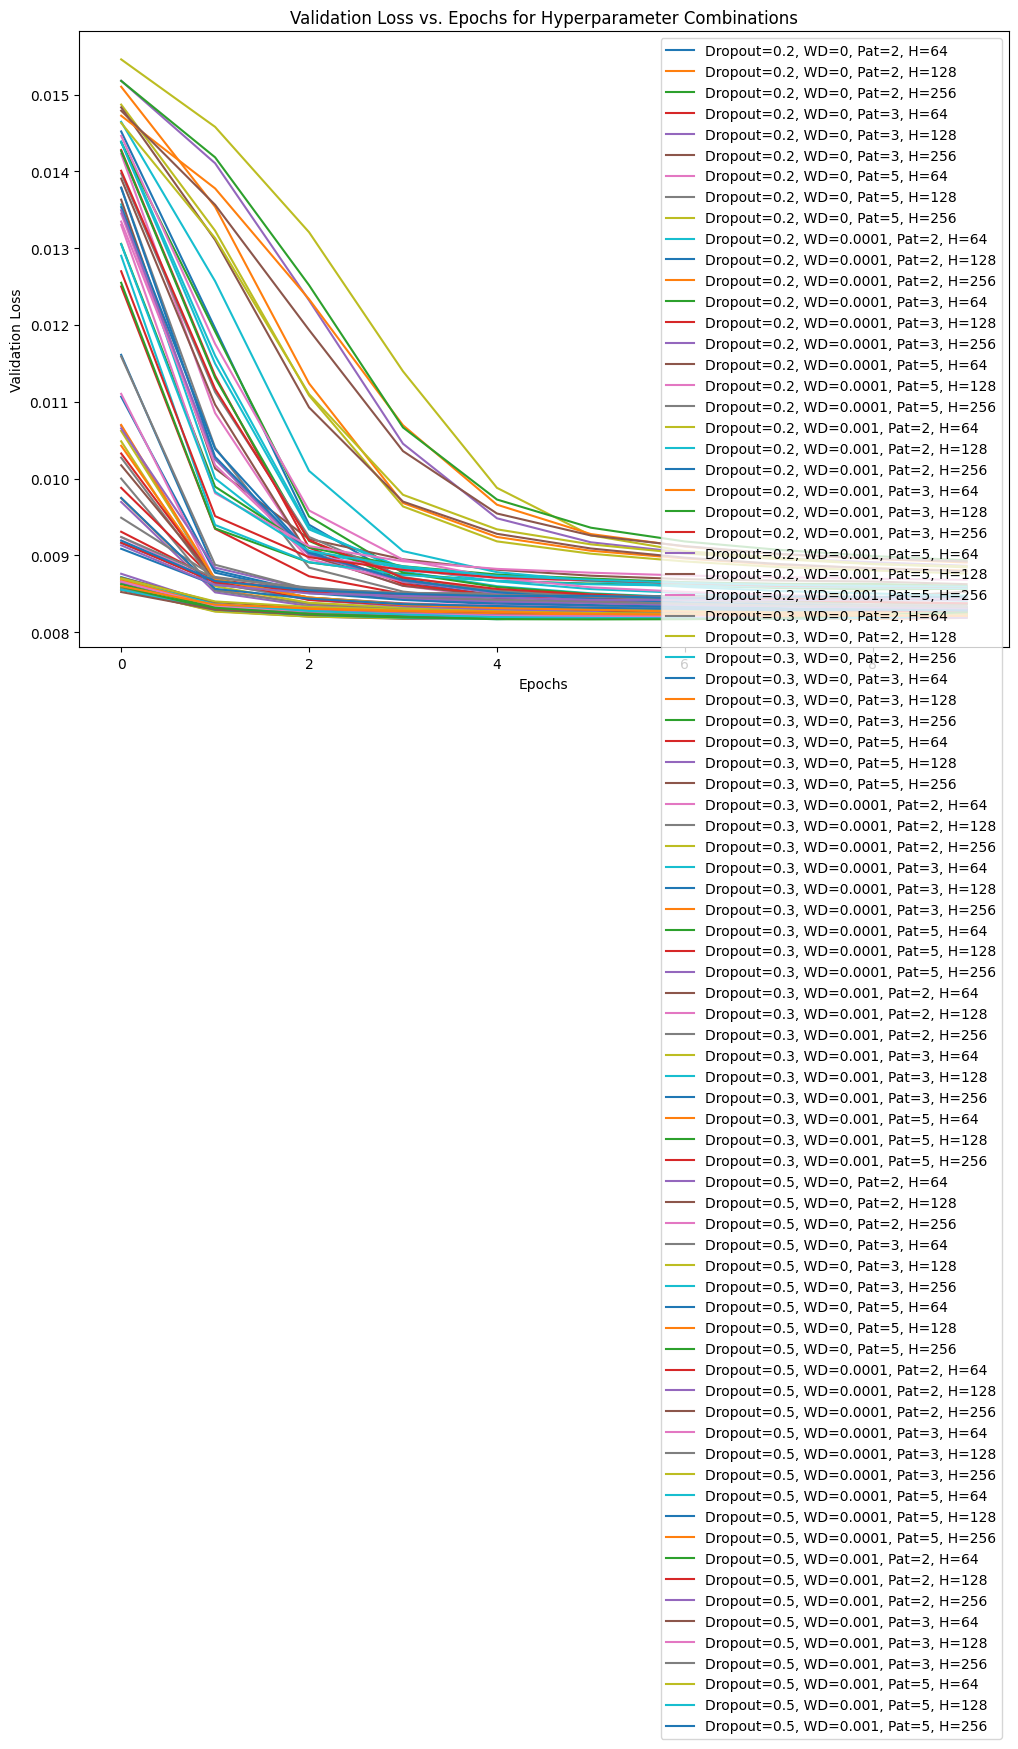 Validation Loss vs. Epochs for Hyperparameter Combinations
Validation Loss
0.015
0.014
0.013
0.012
0.011
0.010
0.009
0.008
0
2
4
6
8
Epochs
Dropout=0.2, WD=0, Pat=2, H=64
Dropout=0.2, WD=0, Pat=2, H=128
Dropout=0.2, WD=0, Pat=2, H=256
Dropout=0.2, WD=0, Pat=3, H=64
Dropout=0.2, WD=0, Pat=3, H=128
Dropout=0.2, WD=0, Pat=3, H=256
Dropout=0.2, WD=0, Pat=5, H=64
Dropout=0.2, WD=0, Pat=5, H=128
Dropout=0.2, WD=0, Pat=5, H=256
Dropout=0.2, WD=0.0001, Pat=2, H=64
Dropout=0.2, WD=0.0001, Pat=2, H=128
Dropout=0.2, WD=0.0001, Pat=2, H=256
Dropout=0.2, WD=0.0001, Pat=3, H=64
Dropout=0.2, WD=0.0001, Pat=3, H=128
Dropout=0.2, WD=0.0001, Pat=3, H=256
Dropout=0.2, WD=0.0001, Pat=5, H=64
Dropout=0.2, WD=0.0001, Pat=5, H=128
Dropout=0.2, WD=0.0001, Pat=5, H=256
Dropout=0.2, WD=0.001, Pat=2, H=64
Dropout=0.2, WD=0.001, Pat=2, H=128
Dropout=0.2, WD=0.001, Pat=2, H=256
Dropout=0.2, WD=0.001, Pat=3, H=64
Dropout=0.2, WD=0.001, Pat=3, H=128
Dropout=0.2, WD=0.001, Pat=3, H=256
Dropout=0.2, WD=0.001, Pat=5, H=64
Dropout=0.2, WD=0.001, Pat=5, H=128
Dropout=0.2, WD=0.001, Pat=5, H=256
Dropout=0.3, WD=0, Pat=2, H=64
Dropout=0.3, WD=0, Pat=2, H=128
Dropout=0.3, WD=0, Pat=2, H=256
Dropout=0.3, WD=0, Pat=3, H=64
Dropout=0.3, WD=0, Pat=3, H=128
Dropout=0.3, WD=0, Pat=3, H=256
Dropout=0.3, WD=0, Pat=5, H=64
Dropout=0.3, WD=0, Pat=5, H=128
Dropout=0.3, WD=0, Pat=5, H=256
Dropout=0.3, WD=0.0001, Pat=2, H=64
Dropout=0.3, WD=0.0001, Pat=2, H=128
Dropout=0.3, WD=0.0001, Pat=2, H=256
Dropout=0.3, WD=0.0001, Pat=3, H=64
Dropout=0.3, WD=0.0001, Pat=3, H=128
Dropout=0.3, WD=0.0001, Pat=3, H=256
Dropout=0.3, WD=0.0001, Pat=5, H=64
Dropout=0.3, WD=0.0001, Pat=5, H=128
Dropout=0.3, WD=0.0001, Pat=5, H=256
Dropout=0.3, WD=0.001, Pat=2, H=64
Dropout=0.3, WD=0.001, Pat=2, H=128
Dropout=0.3, WD=0.001, Pat=2, H=256
Dropout=0.3, WD=0.001, Pat=3, H=64
Dropout=0.3, WD=0.001, Pat=3, H=128
Dropout=0.3, WD=0.001, Pat=3, H=256
Dropout=0.3, WD=0.001, Pat=5, H=64
Dropout=0.3, WD=0.001, Pat=5, H=128
Dropout=0.3, WD=0.001, Pat=5, H=256
Dropout=0.5, WD=0, Pat=2, H=64
Dropout=0.5, WD=0, Pat=2, H=128
Dropout=0.5, WD=0, Pat=2, H=256
Dropout=0.5, WD=0, Pat=3, H=64
Dropout=0.5, WD=0, Pat=3, H=128
Dropout=0.5, WD=0, Pat=3, H=256
Dropout=0.5, WD=0, Pat=5, H=64
Dropout=0.5, WD=0, Pat=5, H=128
Dropout=0.5, WD=0, Pat=5, H=256
Dropout=0.5, WD=0.0001, Pat=2, H=64
Dropout=0.5, WD=0.0001, Pat=2, H=128
Dropout=0.5, WD=0.0001, Pat=2, H=256
Dropout=0.5, WD=0.0001, Pat=3, H=64
Dropout=0.5, WD=0.0001, Pat=3, H=128
Dropout=0.5, WD=0.0001, Pat=3, H=256
Dropout=0.5, WD=0.0001, Pat=5, H=64
Dropout=0.5, WD=0.0001, Pat=5, H=128
Dropout=0.5, WD=0.0001, Pat=5, H=256
Dropout=0.5, WD=0.001, Pat=2, H=64
Dropout=0.5, WD=0.001, Pat=2, H=128
Dropout=0.5, WD=0.001, Pat=2, H=256
Dropout=0.5, WD=0.001, Pat=3, H=64
Dropout=0.5, WD=0.001, Pat=3, H=128
Dropout=0.5, WD=0.001, Pat=3, H=256
Dropout=0.5, WD=0.001, Pat=5, H=64
Dropout=0.5, WD=0.001, Pat=5, H=128
Dropout=0.5, WD=0.001, Pat=5, H=256